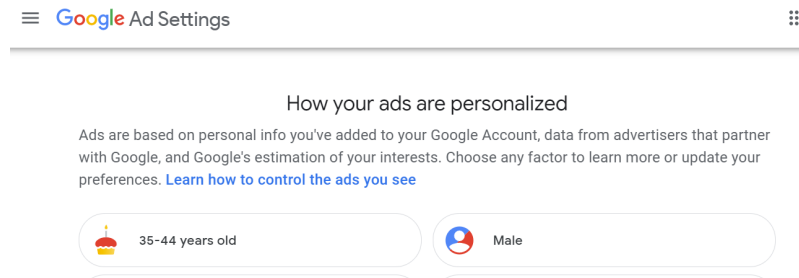 Google Ad Settings
How your ads are personalized
Ads are based on personal info you've added to your Google Account, data from advertisers that partner
with Google, and Google's estimation of your interests. Choose any factor to learn more or update your
preferences. Learn how to control the ads you see
35-44 years old
Male